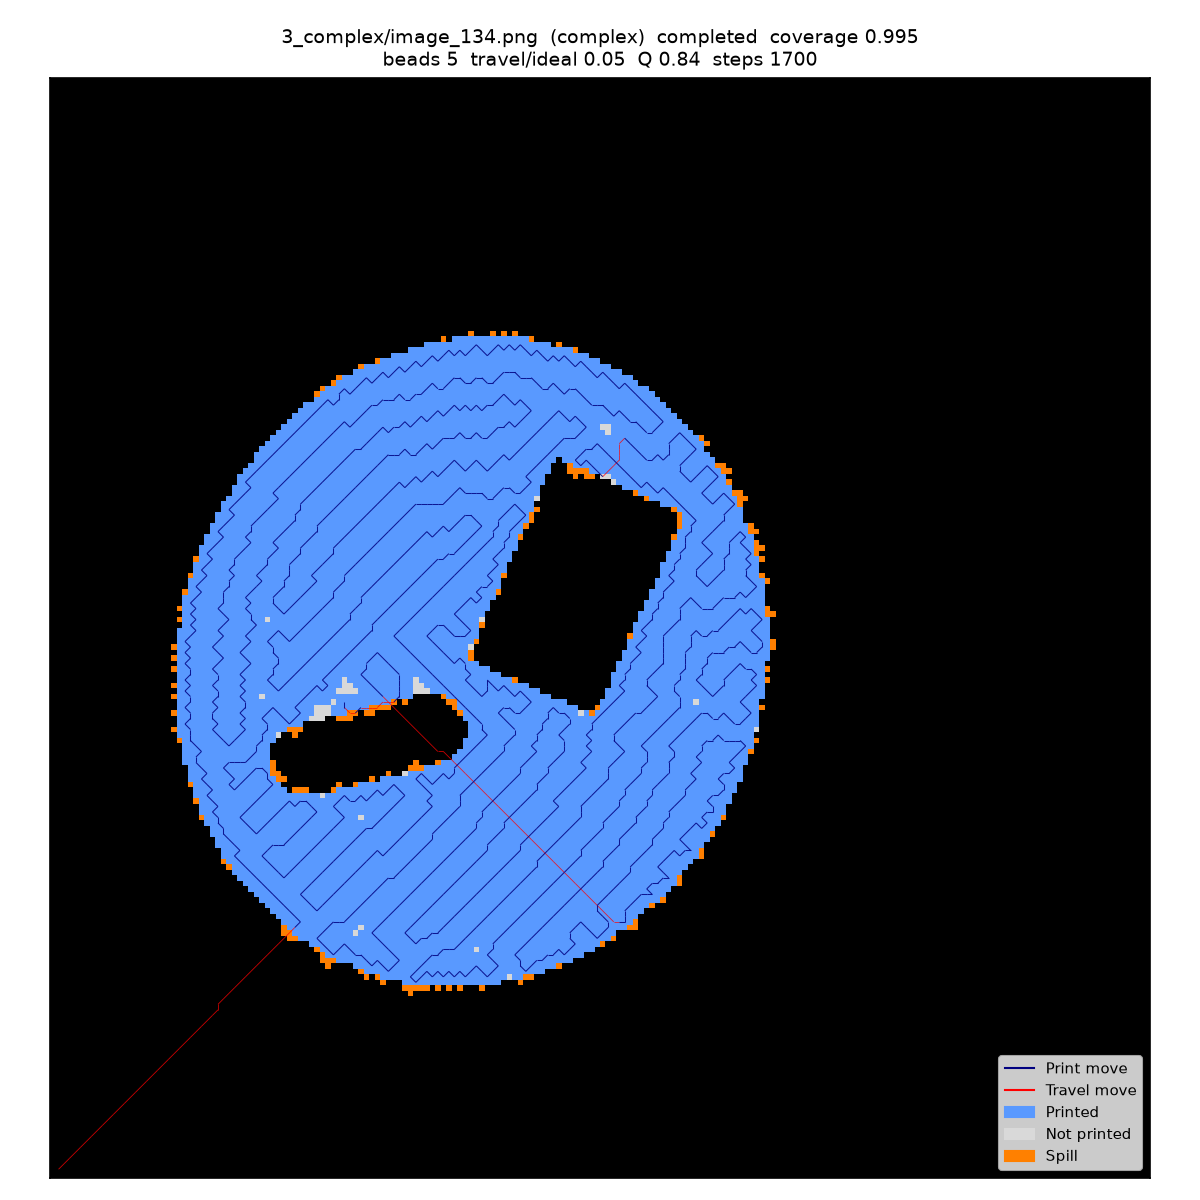 3_complex/image_134.png  (complex)  completed  coverage 0.995
beads 5  travel/ideal 0.05  Q 0.84  steps 1700
Print move
Travel move
Printed
Not printed
Spill